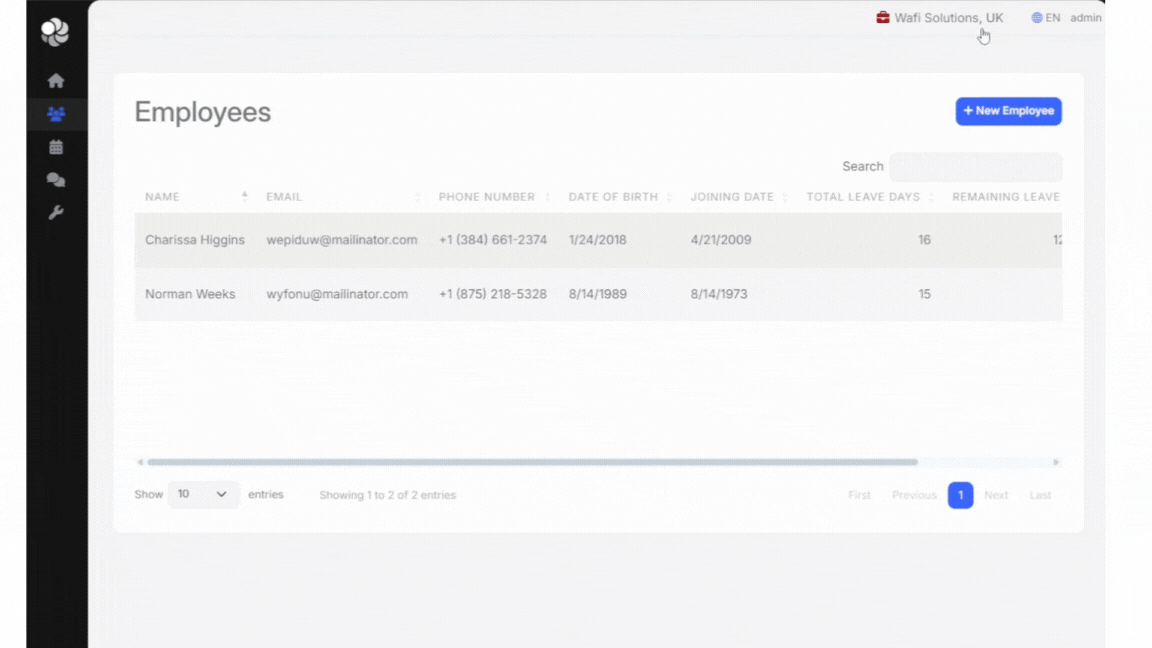 Wafi Solutions, UK EN admin
Employees
+ New Employee
Search
NAME EMAIL PHONE NUMBER DATE OF BIRTH JOINING DATE TOTAL LEAVE DAYS REMAINING LEAVE
Charissa Higgins wepiduw@mailinator.com +1 (384) 661-2374 1/24/2018 4/21/2009 16 12
Norman Weeks wyfonu@mailinator.com +1 (875) 218-5328 8/14/1989 8/14/1973 15
Show 10 entries Showing 1 to 2 of 2 entries First Previous 1 Next Last